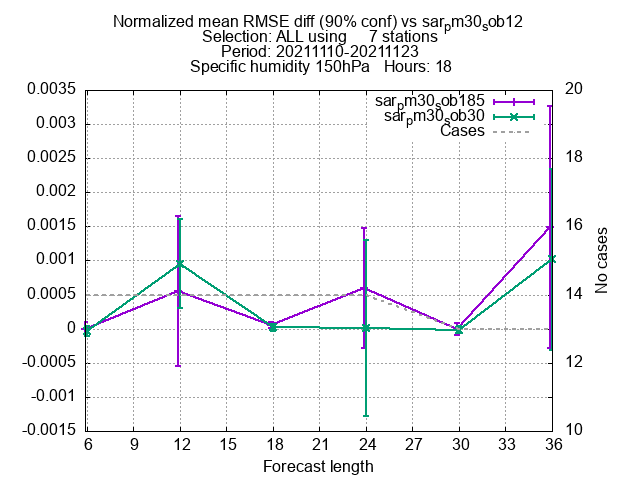 Normalized mean RMSE diff (90% conf) vs sarpm30sob12
Selection: ALL using     7 stations
Period: 20211110-20211123
Specific humidity 150hPa   Hours: 18
sarpm30sob185
sarpm30sob30
Cases
0.0035
0.003
0.0025
0.002
0.0015
0.001
0.0005
0
-0.0005
-0.001
-0.0015
20
18
16
14
12
10
No cases
6 9 12 15 18 21 24 27 30 33 36
Forecast length